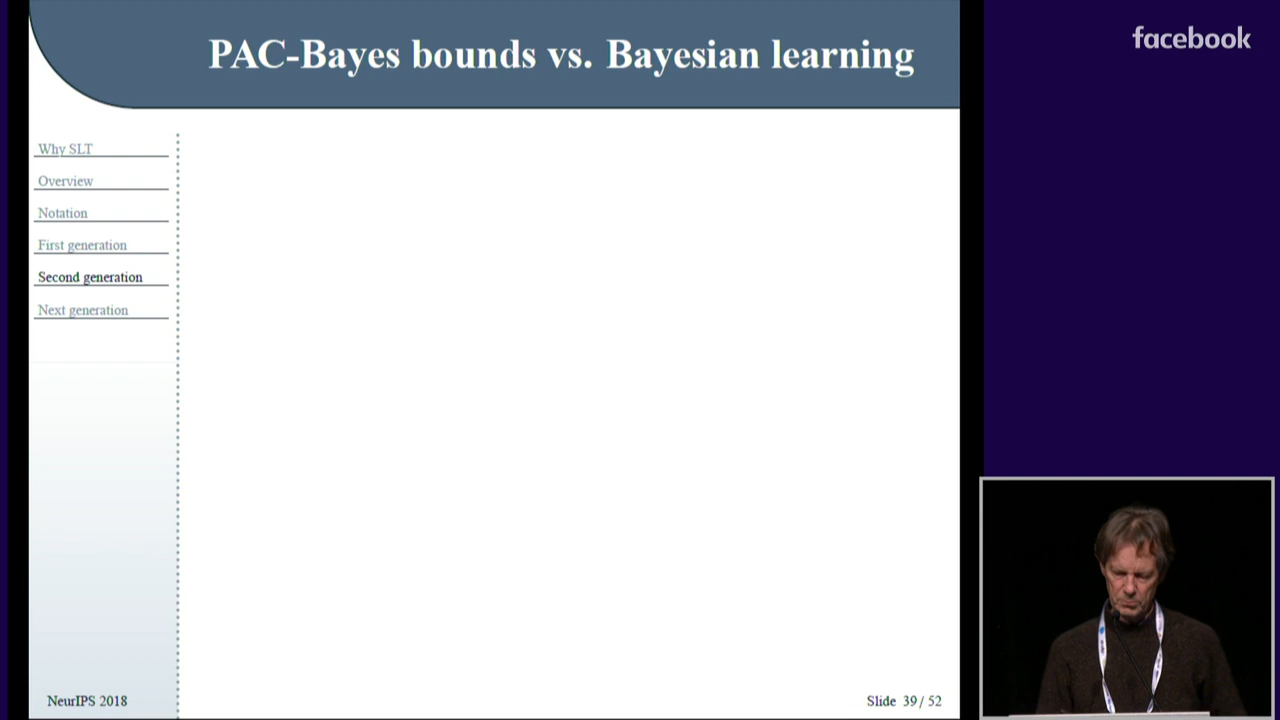 PAC-Bayes bounds vs. Bayesian learning
facebook
Why SLT
Overview
Notation
First generation
Second generation
Next generation
NeurIPS 2018
Slide 39 / 52